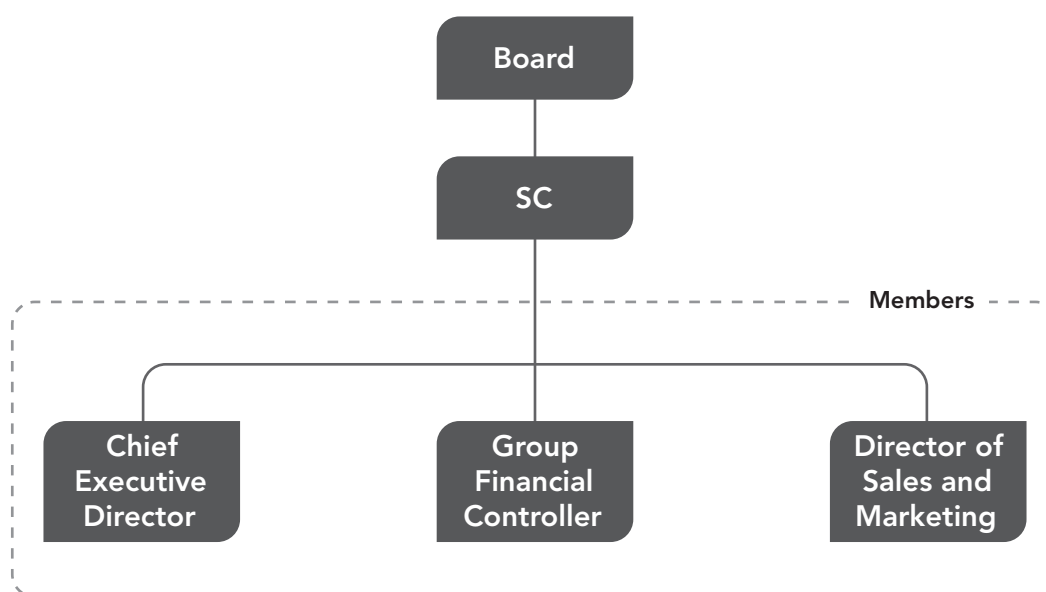 Board
SC
Members
Chief
Executive
Director
Group
Financial
Controller
Director of
Sales and
Marketing